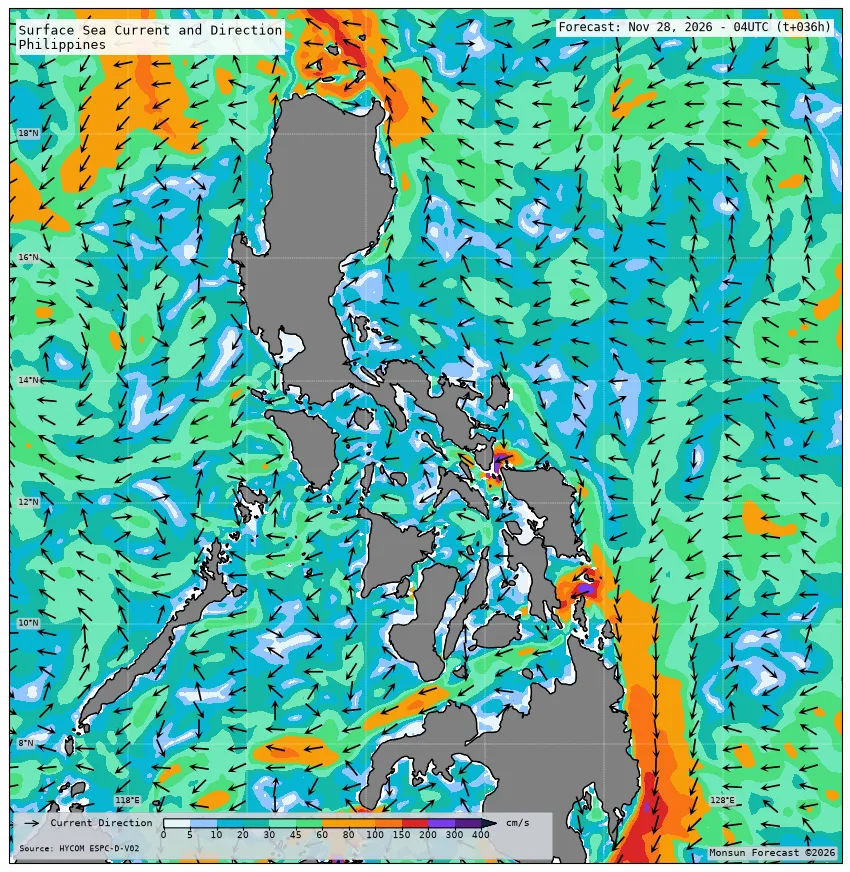 Surface Sea Current and Direction
Philippines
Forecast: Nov 28, 2026 - 04UTC (t+036h)
18°N
16°N
14°N
12°N
10°N
8°N
118°E
128°E
Current Direction
0 5 10 20 30 45 60 80 100 150 200 300 400
cm/s
Source: HYCOM ESPC-D-V02
Monsun Forecast ©2026